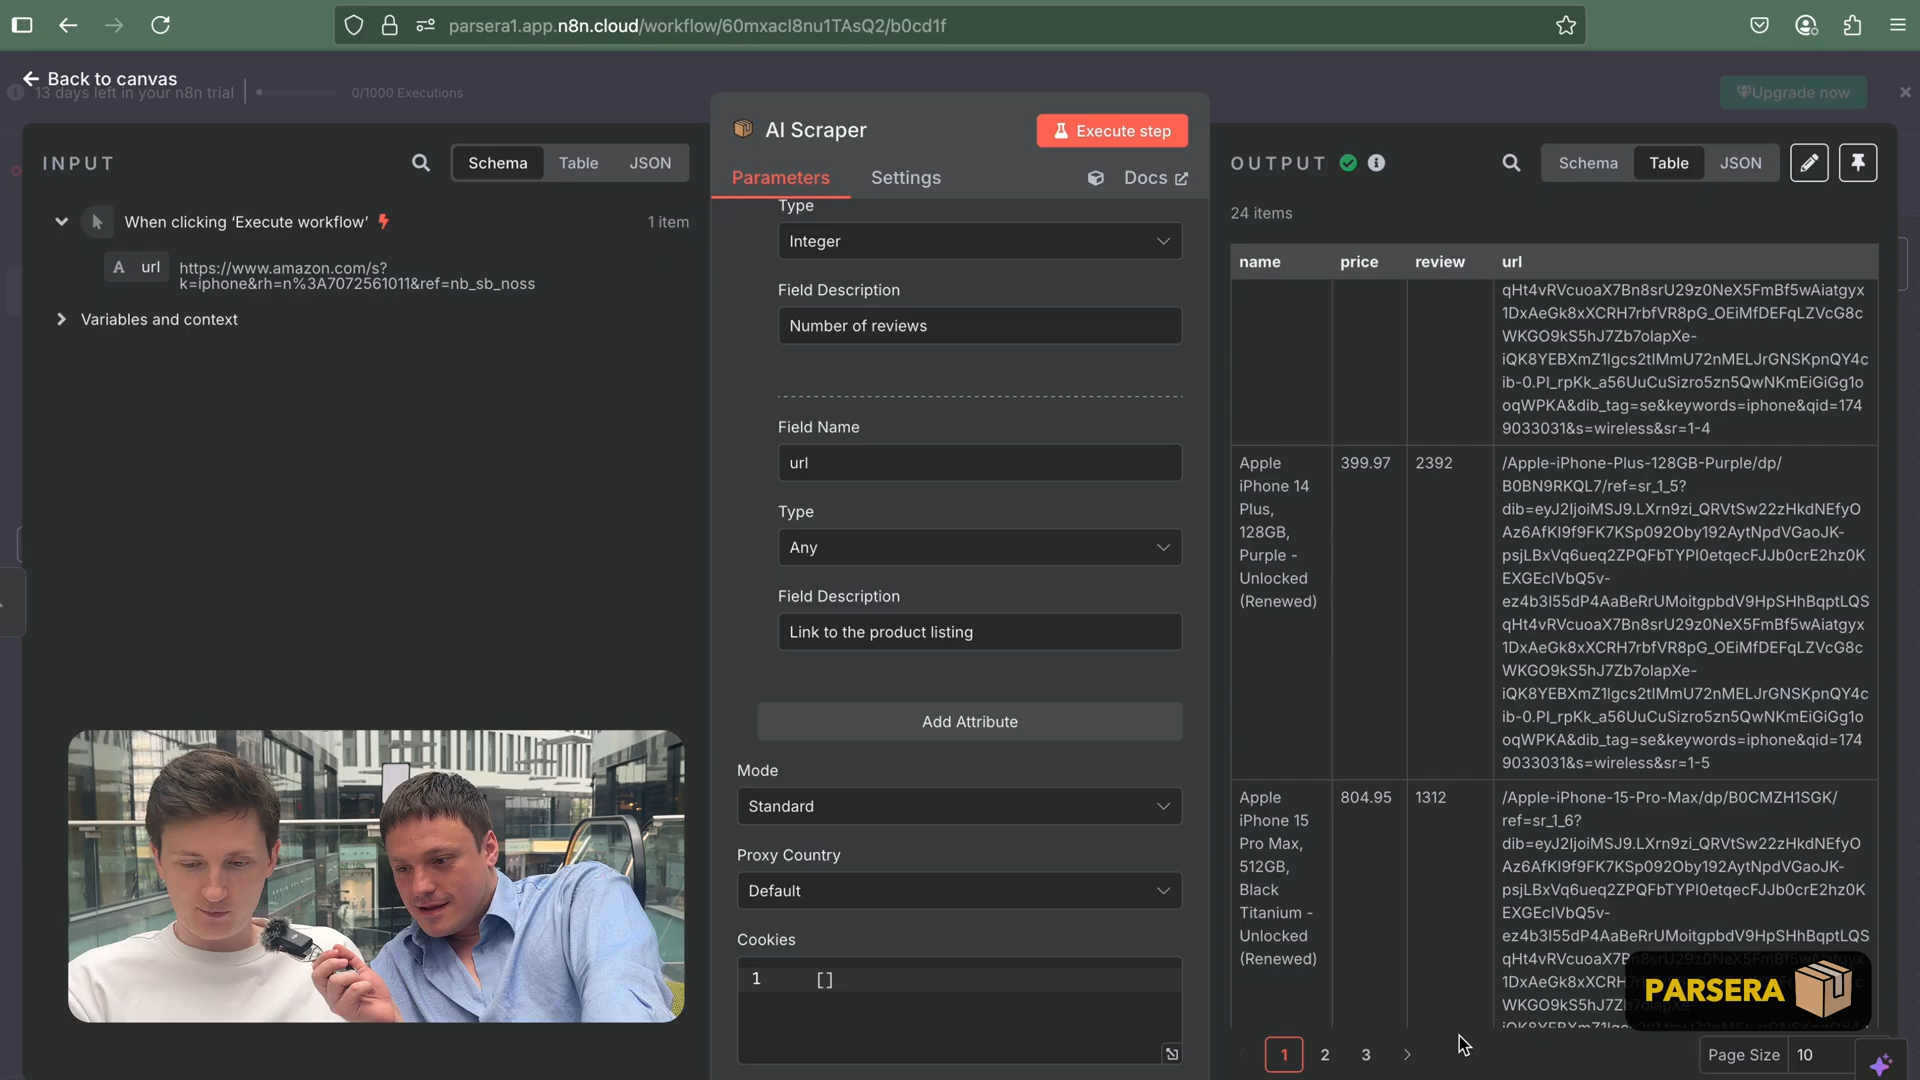 parsera1.app.n8n.cloud/workflow/60mxacI8nu1TAsQ2/b0cd1f
Back to canvas
13 days left in your n8n trial
0/1000 Executions
Upgrade now
INPUT
Schema
Table
JSON
When clicking ‘Execute workflow’
1 item
A url
https://www.amazon.com/s?
k=iphone&rh=n%3A7072561011&ref=nb_sb_noss
Variables and context
AI Scraper
Execute step
Parameters
Settings
Docs
Type
Integer
Field Description
Number of reviews
Field Name
url
Type
Any
Field Description
Link to the product listing
Add Attribute
Mode
Standard
Proxy Country
Default
Cookies
1 []
OUTPUT
Schema
Table
JSON
24 items
name price review url
qHt4vRVcuoaX7Bn8srU29z0NeX5FmBf5wAiatgyx
1DxAeGk8xXCRH7rbfVR8pG_OEiMfDEFqLZVcG8c
WKGO9kS5hJ7Zb7olapXe-
iQK8YEBXmZ1lgcs2tIMmU72nMELJrGNSKpnQY4c
ib-0.PI_rpKk_a56UuCuSizro5zn5QwNKmEiGiGg1o
oqWPKA&dib_tag=se&keywords=iphone&qid=174
9033031&s=wireless&sr=1-4
Apple
iPhone 14
Plus,
128GB,
Purple -
Unlocked
(Renewed)
399.97
2392
/Apple-iPhone-Plus-128GB-Purple/dp/
B0BN9RKQL7/ref=sr_1_5?
dib=eyJ2IjoiMSJ9.LXrn9zi_QRVtSw22zHkdNEfyO
Az6AfKI9f9FK7KSp092Oby192AytNpdVGaoJK-
psjLBxVq6ueq2ZPQFbTYPI0etqecFJJb0crE2hz0K
EXGEcIVbQ5v-
ez4b3I55dP4AaBeRrUMoitgpbdV9HpSHhBqptLQS
qHt4vRVcuoaX7Bn8srU29z0NeX5FmBf5wAiatgyx
1DxAeGk8xXCRH7rbfVR8pG_OEiMfDEFqLZVcG8c
WKGO9kS5hJ7Zb7olapXe-
iQK8YEBXmZ1lgcs2tIMmU72nMELJrGNSKpnQY4c
ib-0.PI_rpKk_a56UuCuSizro5zn5QwNKmEiGiGg1o
oqWPKA&dib_tag=se&keywords=iphone&qid=174
9033031&s=wireless&sr=1-5
Apple
iPhone 15
Pro Max,
512GB,
Black
Titanium -
Unlocked
(Renewed)
804.95
1312
/Apple-iPhone-15-Pro-Max/dp/B0CMZH1SGK/
ref=sr_1_6?
dib=eyJ2IjoiMSJ9.LXrn9zi_QRVtSw22zHkdNEfyO
Az6AfKI9f9FK7KSp092Oby192AytNpdVGaoJK-
psjLBxVq6ueq2ZPQFbTYPI0etqecFJJb0crE2hz0K
EXGEcIVbQ5v-
ez4b3I55dP4AaBeRrUMoitgpbdV9HpSHhBqptLQS
PARSERA
1 2 3
Page Size 10